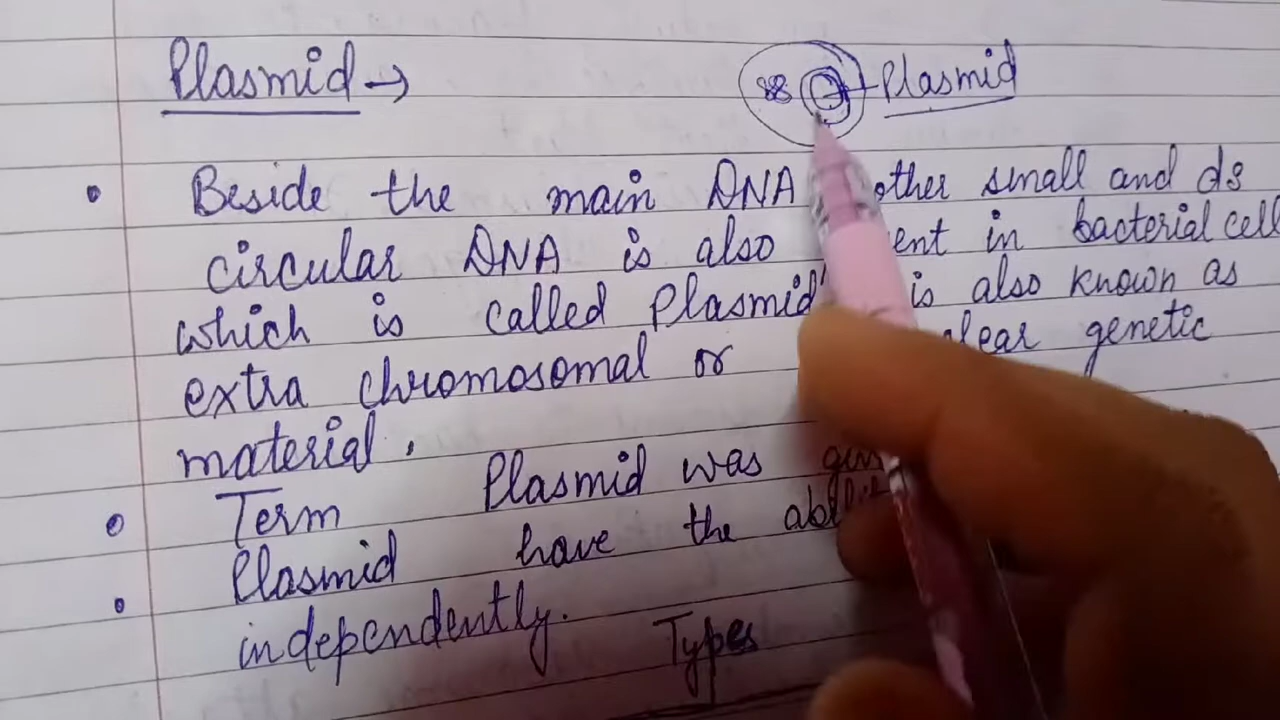 Plasmid →
Plasmid
• Beside the main DNA other small and ds
circular DNA is also ent in bacterial cell
which is called Plasmid is also known as
extra chromosomal or genetic
material.
• Term Plasmid was
• Plasmid have the
independently.
Types